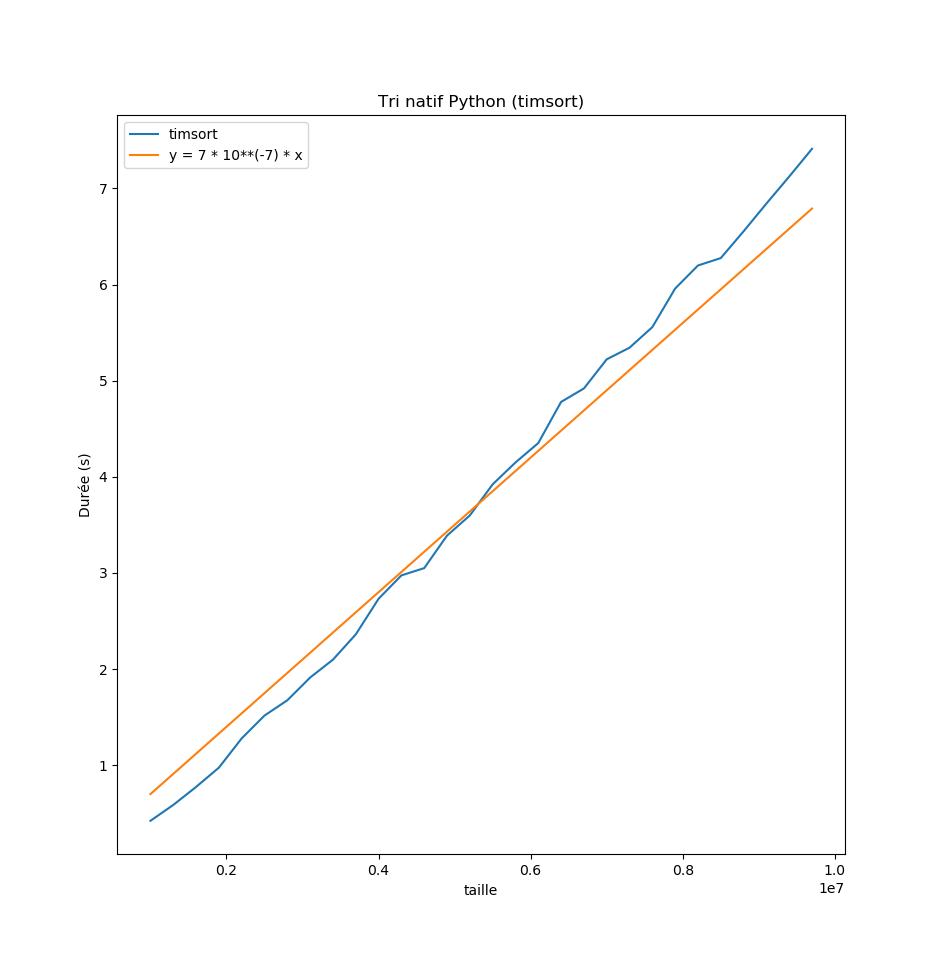 Tri natif Python (timsort)
timsort
y = 7 * 10**(-7) * x
7
6
5
4
3
2
1
Durée (s)
0.2 0.4 0.6 0.8 1.0
taille
1e7